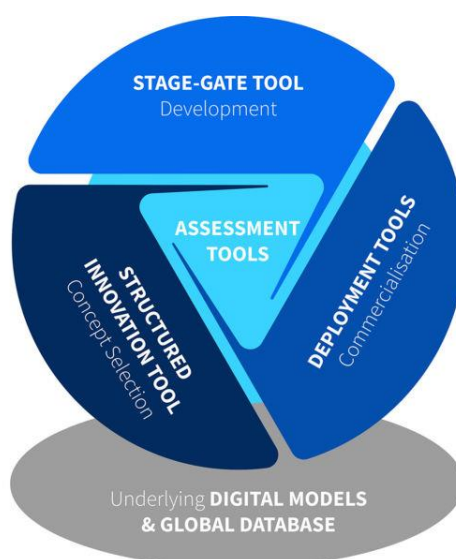 STAGE-GATE TOOL
Development
ASSESSMENT
TOOLS
DEPLOYMENT TOOLS
Commercialisation
STRUCTURED
INNOVATION TOOL
Concept Selection
Underlying DIGITAL MODELS
& GLOBAL DATABASE